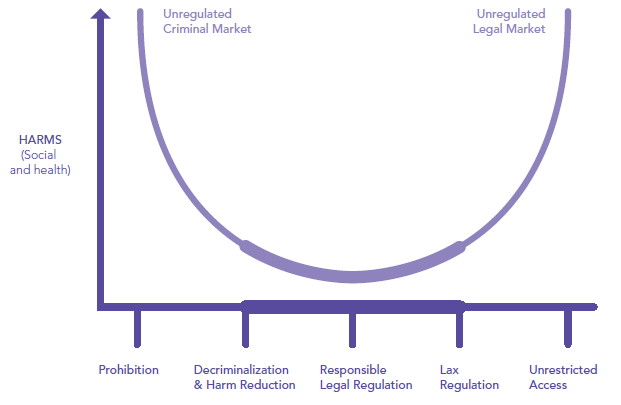 Unregulated
Criminal Market
Unregulated
Legal Market
HARMS
(Social
and health)
Prohibition
Decriminalization
& Harm Reduction
Responsible
Legal Regulation
Lax
Regulation
Unrestricted
Access